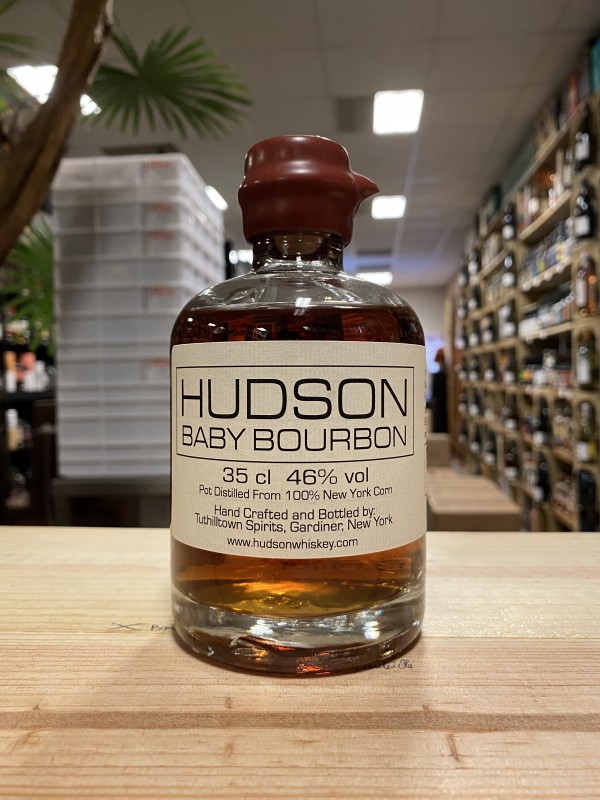 HUDSON
BABY BOURBON
35 cl 46% vol
Pot Distilled From 100% New York Corn
Hand Crafted and Bottled by:
Tuthilltown Spirits, Gardiner, New York
www.hudsonwhiskey.com